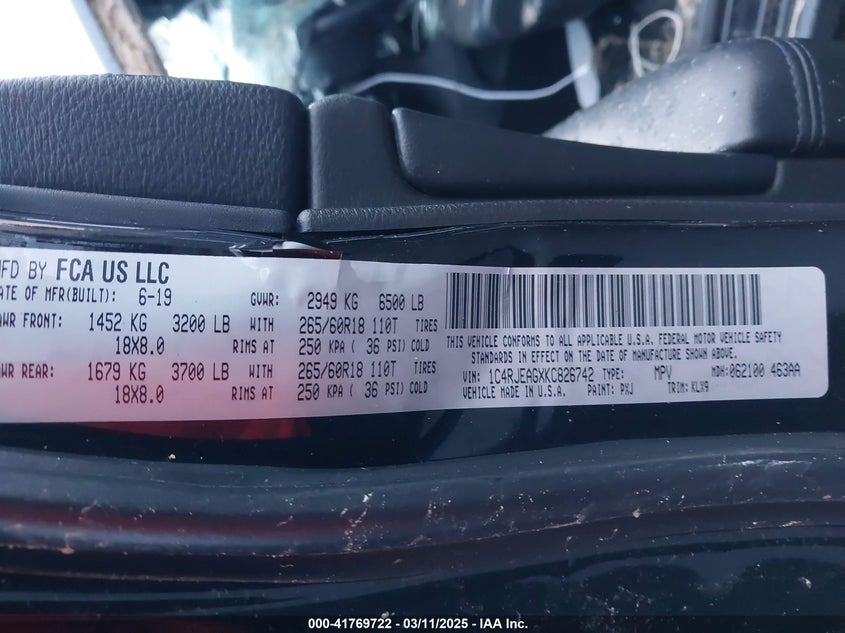 MFD BY FCA US LLC
DATE OF MFR(BUILT): 6-19 GVWR: 2949 KG 6500 LB
AWR FRONT: 1452 KG 3200 LB WITH 265/60R18 110T TIRES
18X8.0 RIMS AT 250 KPA ( 36 PSI) COLD
AWR REAR: 1679 KG 3700 LB WITH 265/60R18 110T TIRES
18X8.0 RIMS AT 250 KPA ( 36 PSI) COLD
THIS VEHICLE CONFORMS TO ALL APPLICABLE U.S.A. FEDERAL MOTOR VEHICLE SAFETY
STANDARDS IN EFFECT ON THE DATE OF MANUFACTURE SHOWN ABOVE.
VIN: 1C4RJEAGXKC826742 TYPE: MPV MDH: 062100 463AA
VEHICLE MADE IN U.S.A. PAINT: PXJ TRIM: KLX9
000-41769722 - 03/11/2025 - IAA Inc.